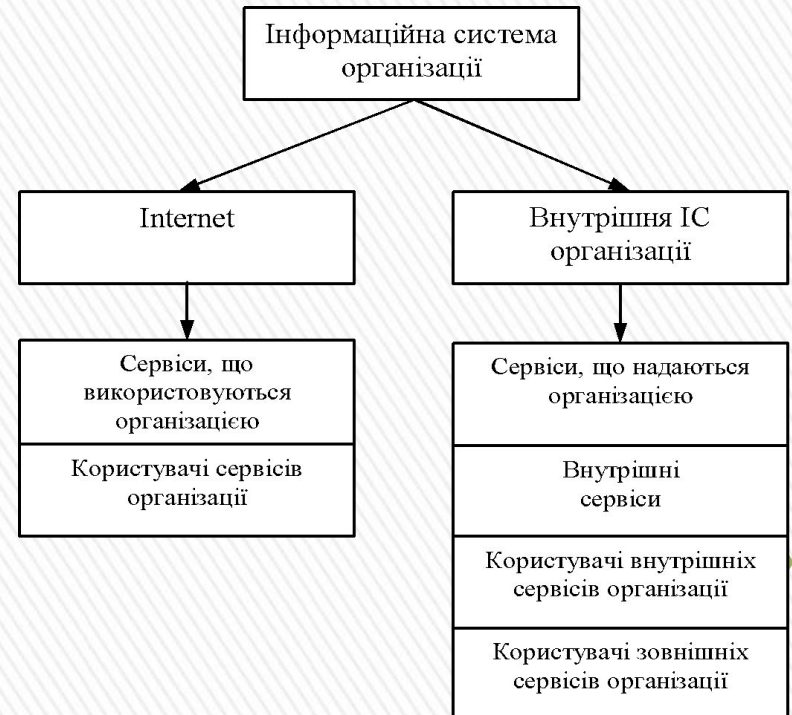 Інформаційна система
організації
Internet
Внутрішня ІС
організації
Сервіси, що
використовуються
організацією
Користувачі сервісів
організації
Сервіси, що надаються
організацією
Внутрішні
сервіси
Користувачі внутрішніх
сервісів організації
Користувачі зовнішніх
сервісів організації